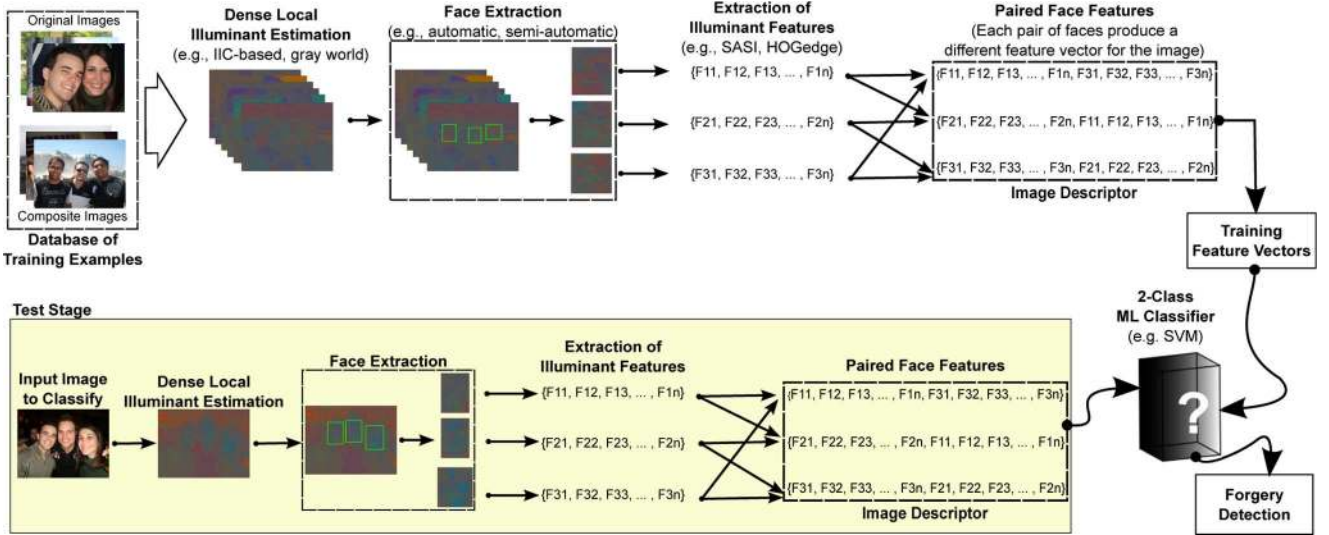 Original Images
Composite Images
Database of
Training Examples
Dense Local
Illuminant Estimation
(e.g., IIC-based, gray world)
Face Extraction
(e.g., automatic, semi-automatic)
Extraction of
Illuminant Features
(e.g., SASI, HOGedge)
{F11, F12, F13, ... , F1n}
{F21, F22, F23, ... , F2n}
{F31, F32, F33, ... , F3n}
Paired Face Features
(Each pair of faces produce a
different feature vector for the image)
{F11, F12, F13, ... , F1n, F31, F32, F33, ... , F3n}
{F21, F22, F23, ... , F2n, F11, F12, F13, ... , F1n}
{F31, F32, F33, ... , F3n, F21, F22, F23, ... , F2n}
Image Descriptor
Training
Feature Vectors
2-Class
ML Classifier
(e.g. SVM)
?
Forgery
Detection
Test Stage
Input Image
to Classify
Dense Local
Illuminant Estimation
Face Extraction
Extraction of
Illuminant Features
{F11, F12, F13, ... , F1n}
{F21, F22, F23, ... , F2n}
{F31, F32, F33, ... , F3n}
Paired Face Features
{F11, F12, F13, ... , F1n, F31, F32, F33, ... , F3n}
{F21, F22, F23, ... , F2n, F11, F12, F13, ... , F1n}
{F31, F32, F33, ... , F3n, F21, F22, F23, ... , F2n}
Image Descriptor